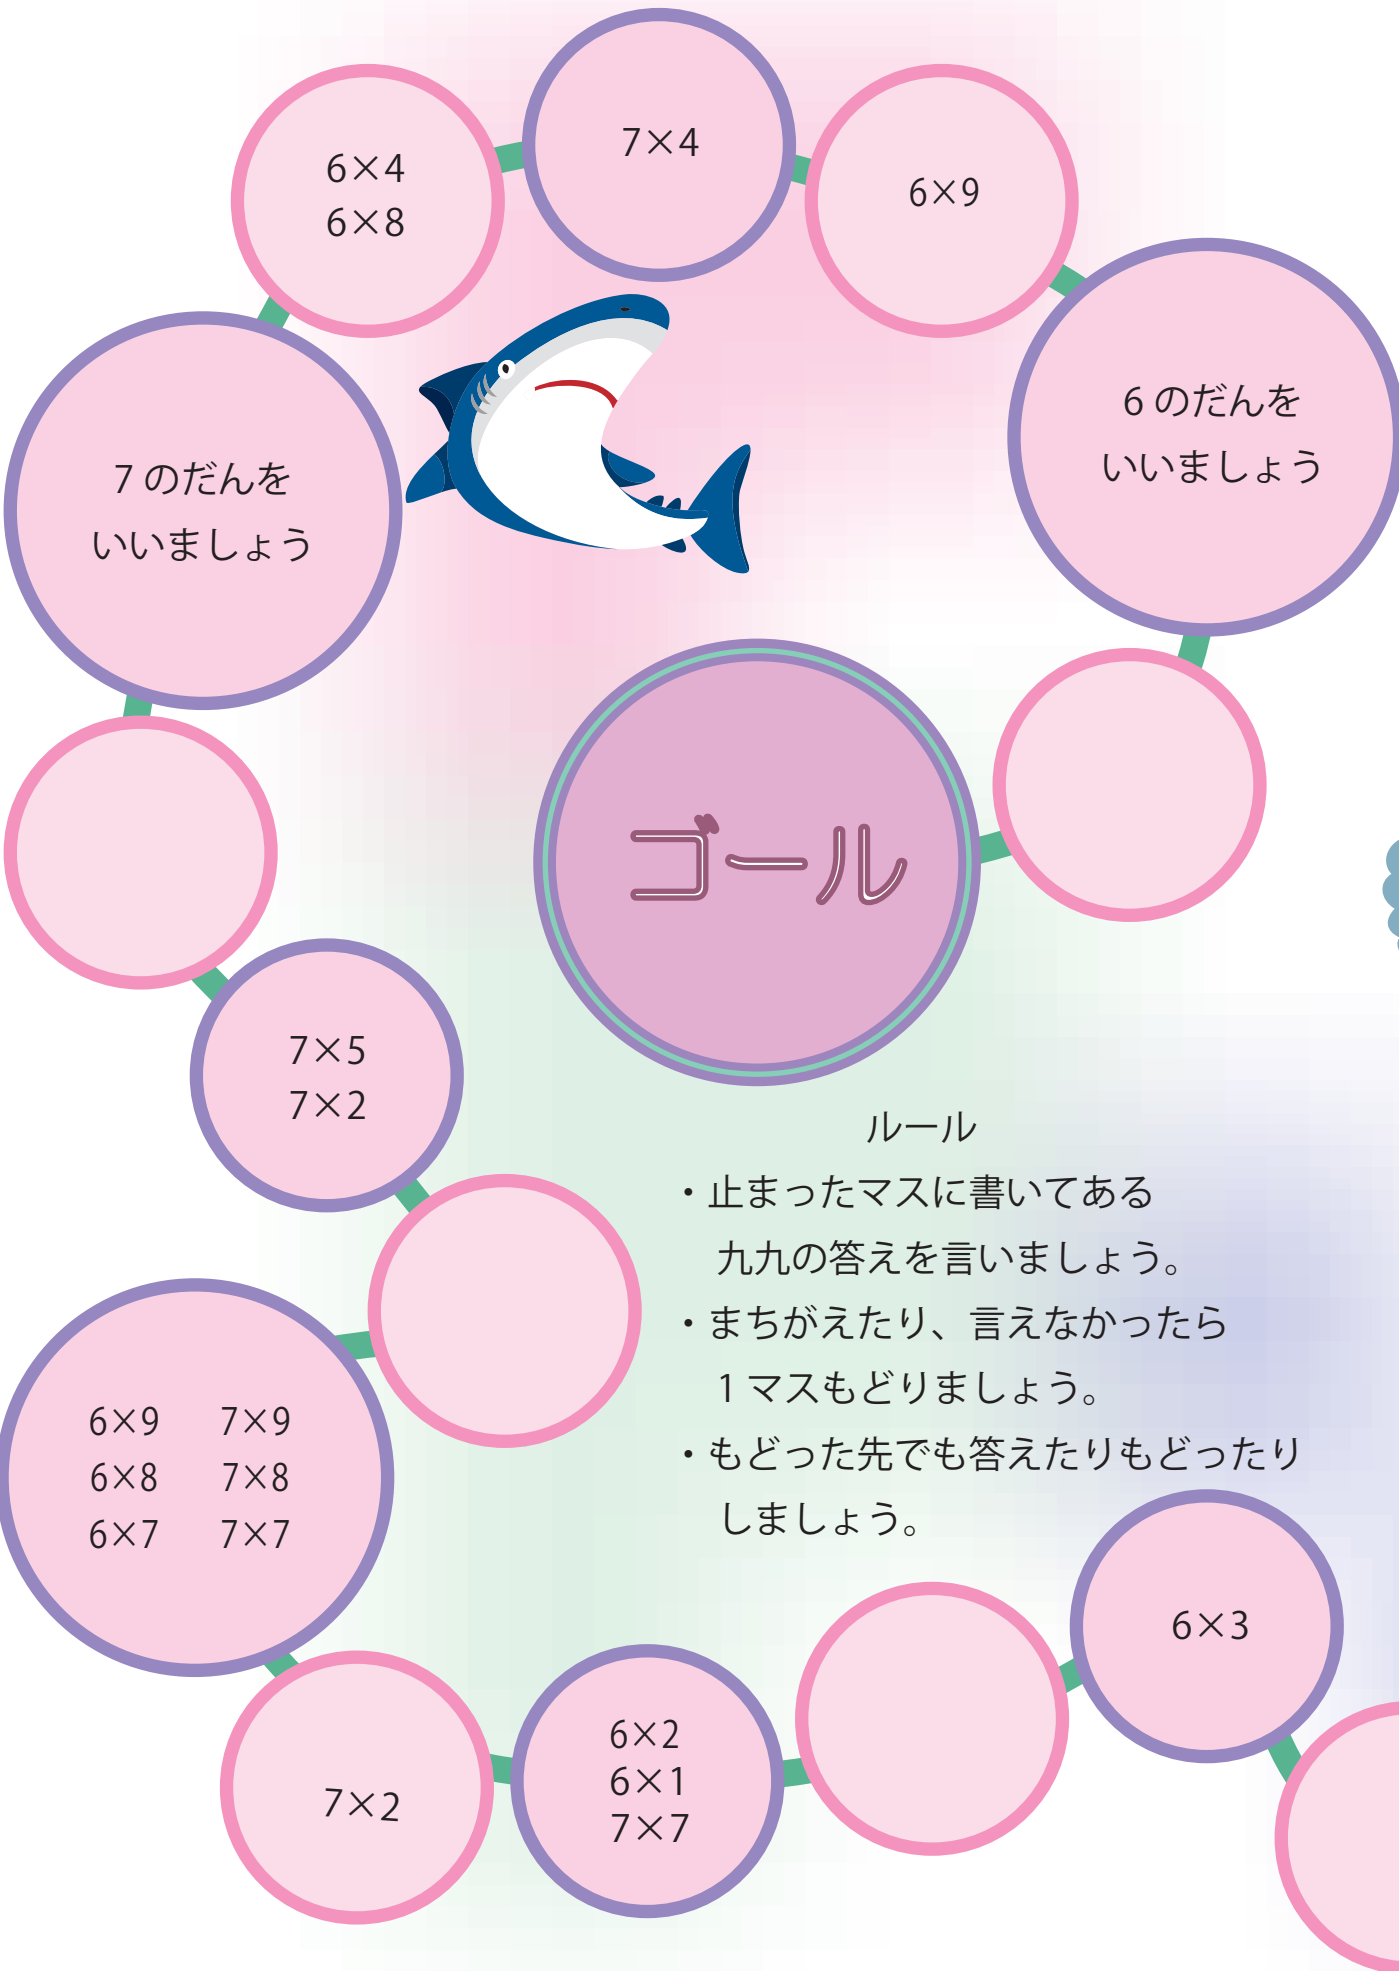 7×4
6×4
6×8
6×9
6 のだんを
いいましょう
7 のだんを
いいましょう
ゴール
7×5
7×2
ルール
・止まったマスに書いてある
九九の答えを言いましょう。
・まちがえたり、言えなかったら
1 マスもどりましょう。
・もどった先でも答えたりもどったり
しましょう。
6×9 7×9
6×8 7×8
6×7 7×7
6×3
6×2
6×1
7×7
7×2